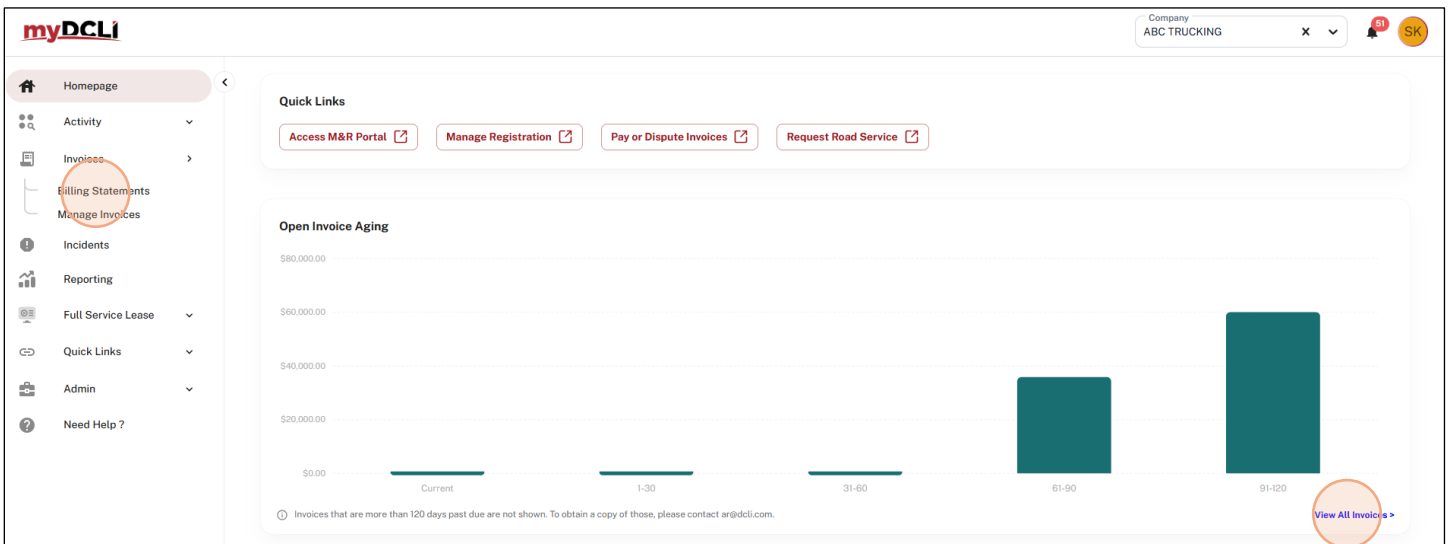 myDCLi
Company
ABC TRUCKING
51
SK
Homepage
Activity
Invoices
Billing Statements
Manage Invoices
Incidents
Reporting
Full Service Lease
Quick Links
Admin
Need Help ?
Quick Links
Access M&R Portal
Manage Registration
Pay or Dispute Invoices
Request Road Service
Open Invoice Aging
$80,000.00
$60,000.00
$40,000.00
$20,000.00
$0.00
Current
1-30
31-60
61-90
91-120
Invoices that are more than 120 days past due are not shown. To obtain a copy of those, please contact ar@dcli.com.
View All Invoices >